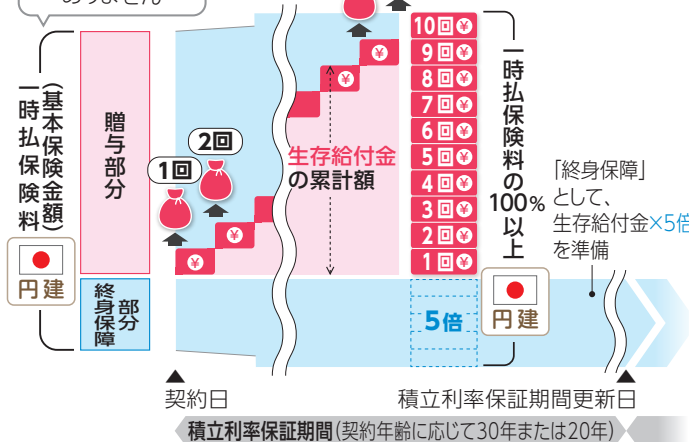 ありません
一時払保険料
(基本保険金額)
円建
贈与部分
終身保障
部分
1回
2回
¥
¥
¥
¥
生存給付金
の累計額
10回¥
9回¥
8回¥
7回¥
6回¥
5回¥
4回¥
3回¥
2回¥
1回¥
5倍
一時払保険料の100%以上
円建
「終身保障」
として、
生存給付金×5倍
を準備
契約日
積立利率保証期間更新日
積立利率保証期間(契約年齢に応じて30年または20年)